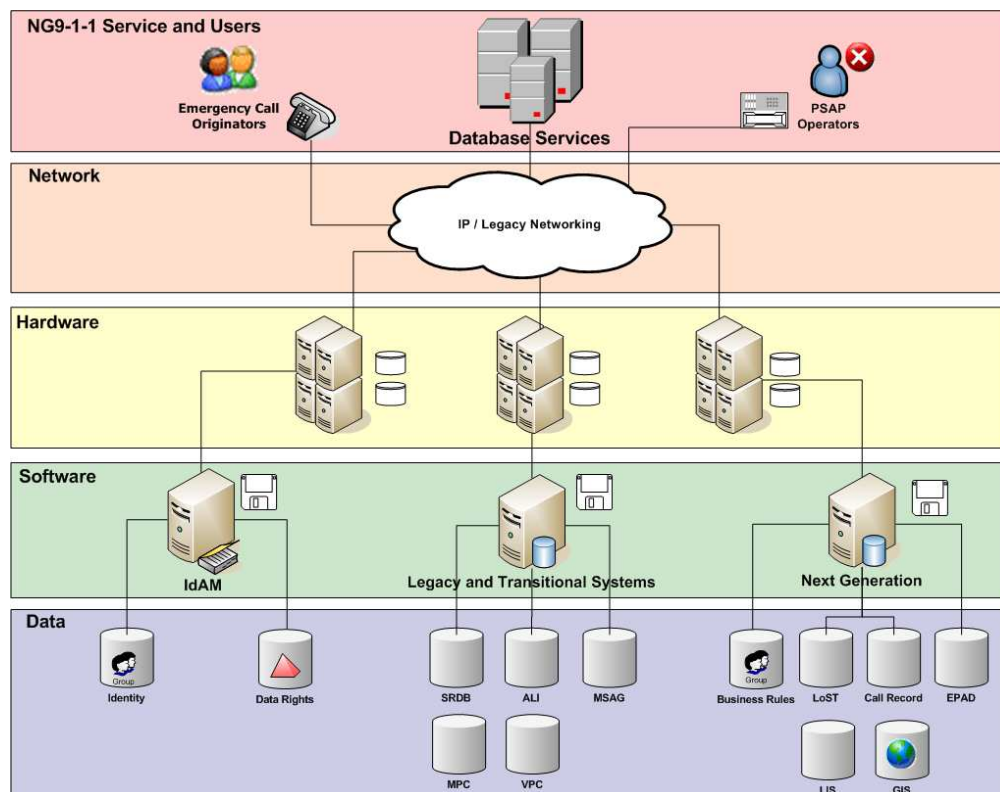 NG9-1-1 Service and Users
Emergency Call
Originators
Database Services
PSAP
Operators
Network
IP / Legacy Networking
Hardware
Software
IdAM
Legacy and Transitional Systems
Next Generation
Data
Group
Identity
Data Rights
SRDB
ALI
MSAG
Group
Business Rules
LoST
Call Record
EPAD
MPC
VPC
LIS
GIS